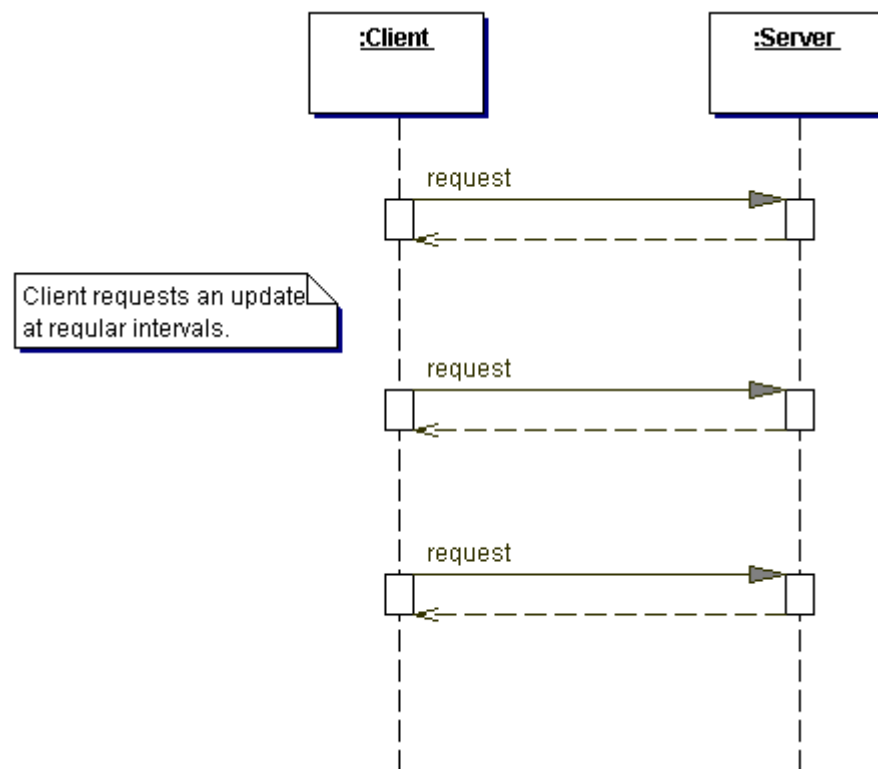 :Client
:Server
request
Client requests an update
at regular intervals.
request
request